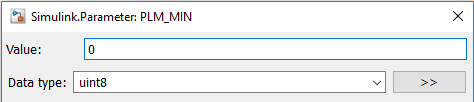 Simulink.Parameter: PLM_MIN
Value: 0
Data type: uint8 >>